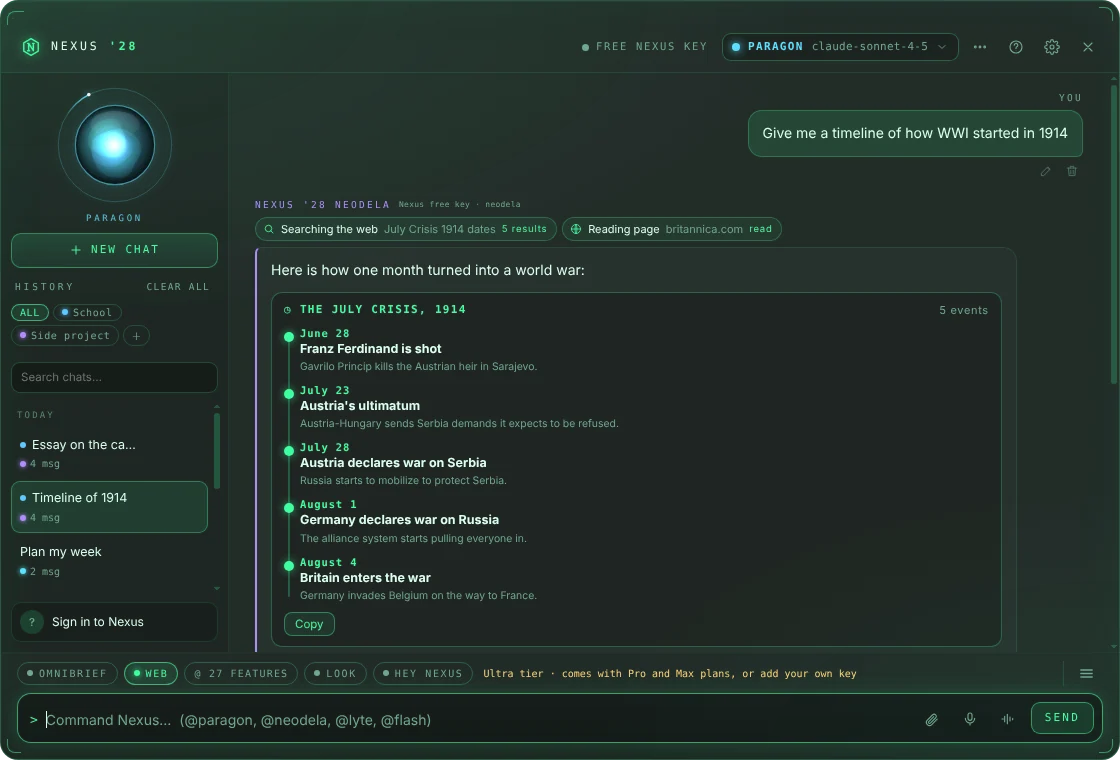 NEXUS '28
FREE NEXUS KEY
PARAGON claude-sonnet-4-5
PARAGON
+ NEW CHAT
HISTORY CLEAR ALL
ALL School
Side project +
Search chats...
TODAY
Essay on the ca...
4 msg
Timeline of 1914
4 msg
Plan my week
2 msg
? Sign in to Nexus
YOU
Give me a timeline of how WWI started in 1914
NEXUS '28 NEODELA Nexus free key · neodela
Searching the web July Crisis 1914 dates 5 results
Reading page britannica.com read
Here is how one month turned into a world war:
THE JULY CRISIS, 1914 5 events
June 28
Franz Ferdinand is shot
Gavrilo Princip kills the Austrian heir in Sarajevo.
July 23
Austria's ultimatum
Austria-Hungary sends Serbia demands it expects to be refused.
July 28
Austria declares war on Serbia
Russia starts to mobilize to protect Serbia.
August 1
Germany declares war on Russia
The alliance system starts pulling everyone in.
August 4
Britain enters the war
Germany invades Belgium on the way to France.
Copy
OMNIBRIEF WEB @ 27 FEATURES LOOK HEY NEXUS Ultra tier · comes with Pro and Max plans, or add your own key
> Command Nexus... (@paragon, @neodela, @lyte, @flash)
SEND